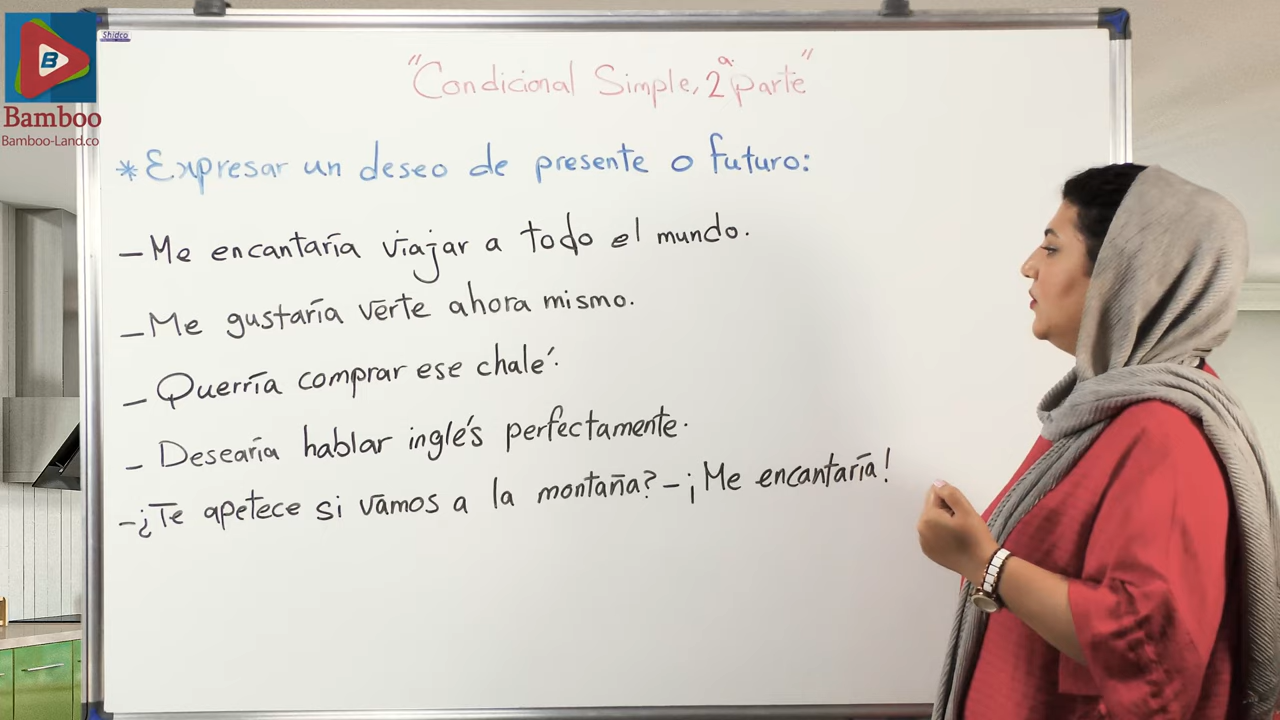 Shidco
B
Bamboo
Bamboo-Land.co
"Condicional Simple, 2ª parte"
* Expresar un deseo de presente o futuro:
– Me encantaría viajar a todo el mundo.
– Me gustaría verte ahora mismo.
– Querría comprar ese chalé.
– Desearía hablar inglés perfectamente.
– ¿Te apetece si vamos a la montaña? – ¡Me encantaría!